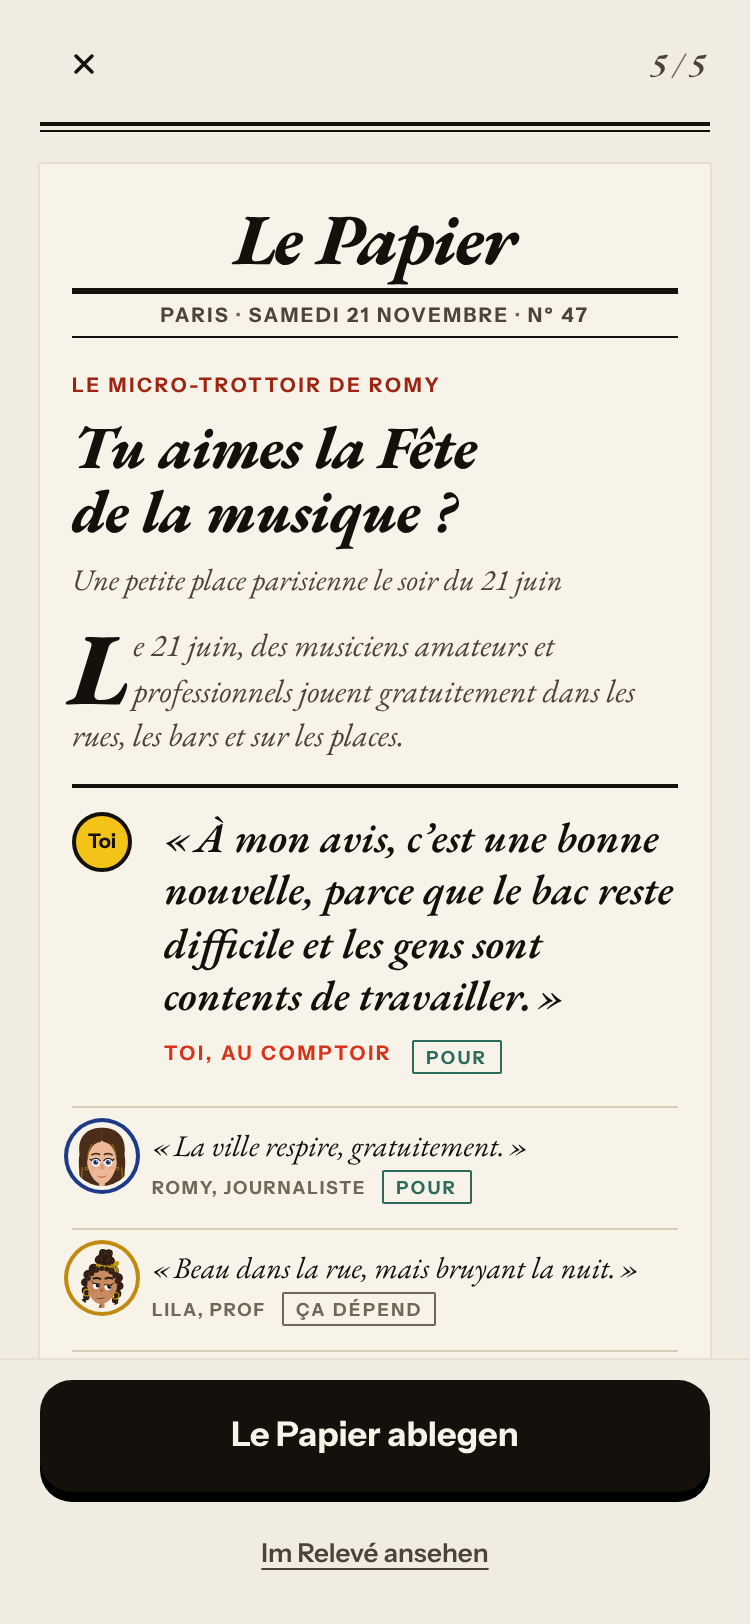 5 / 5
Le Papier
PARIS · SAMEDI 21 NOVEMBRE · N° 47
LE MICRO-TROTTOIR DE ROMY
Tu aimes la Fête
de la musique ?
Une petite place parisienne le soir du 21 juin
Le 21 juin, des musiciens amateurs et
professionnels jouent gratuitement dans les
rues, les bars et sur les places.
Toi
« À mon avis, c’est une bonne
nouvelle, parce que le bac reste
difficile et les gens sont
contents de travailler. »
TOI, AU COMPTOIR POUR
« La ville respire, gratuitement. »
ROMY, JOURNALISTE POUR
« Beau dans la rue, mais bruyant la nuit. »
LILA, PROF ÇA DÉPEND
Le Papier ablegen
Im Relevé ansehen